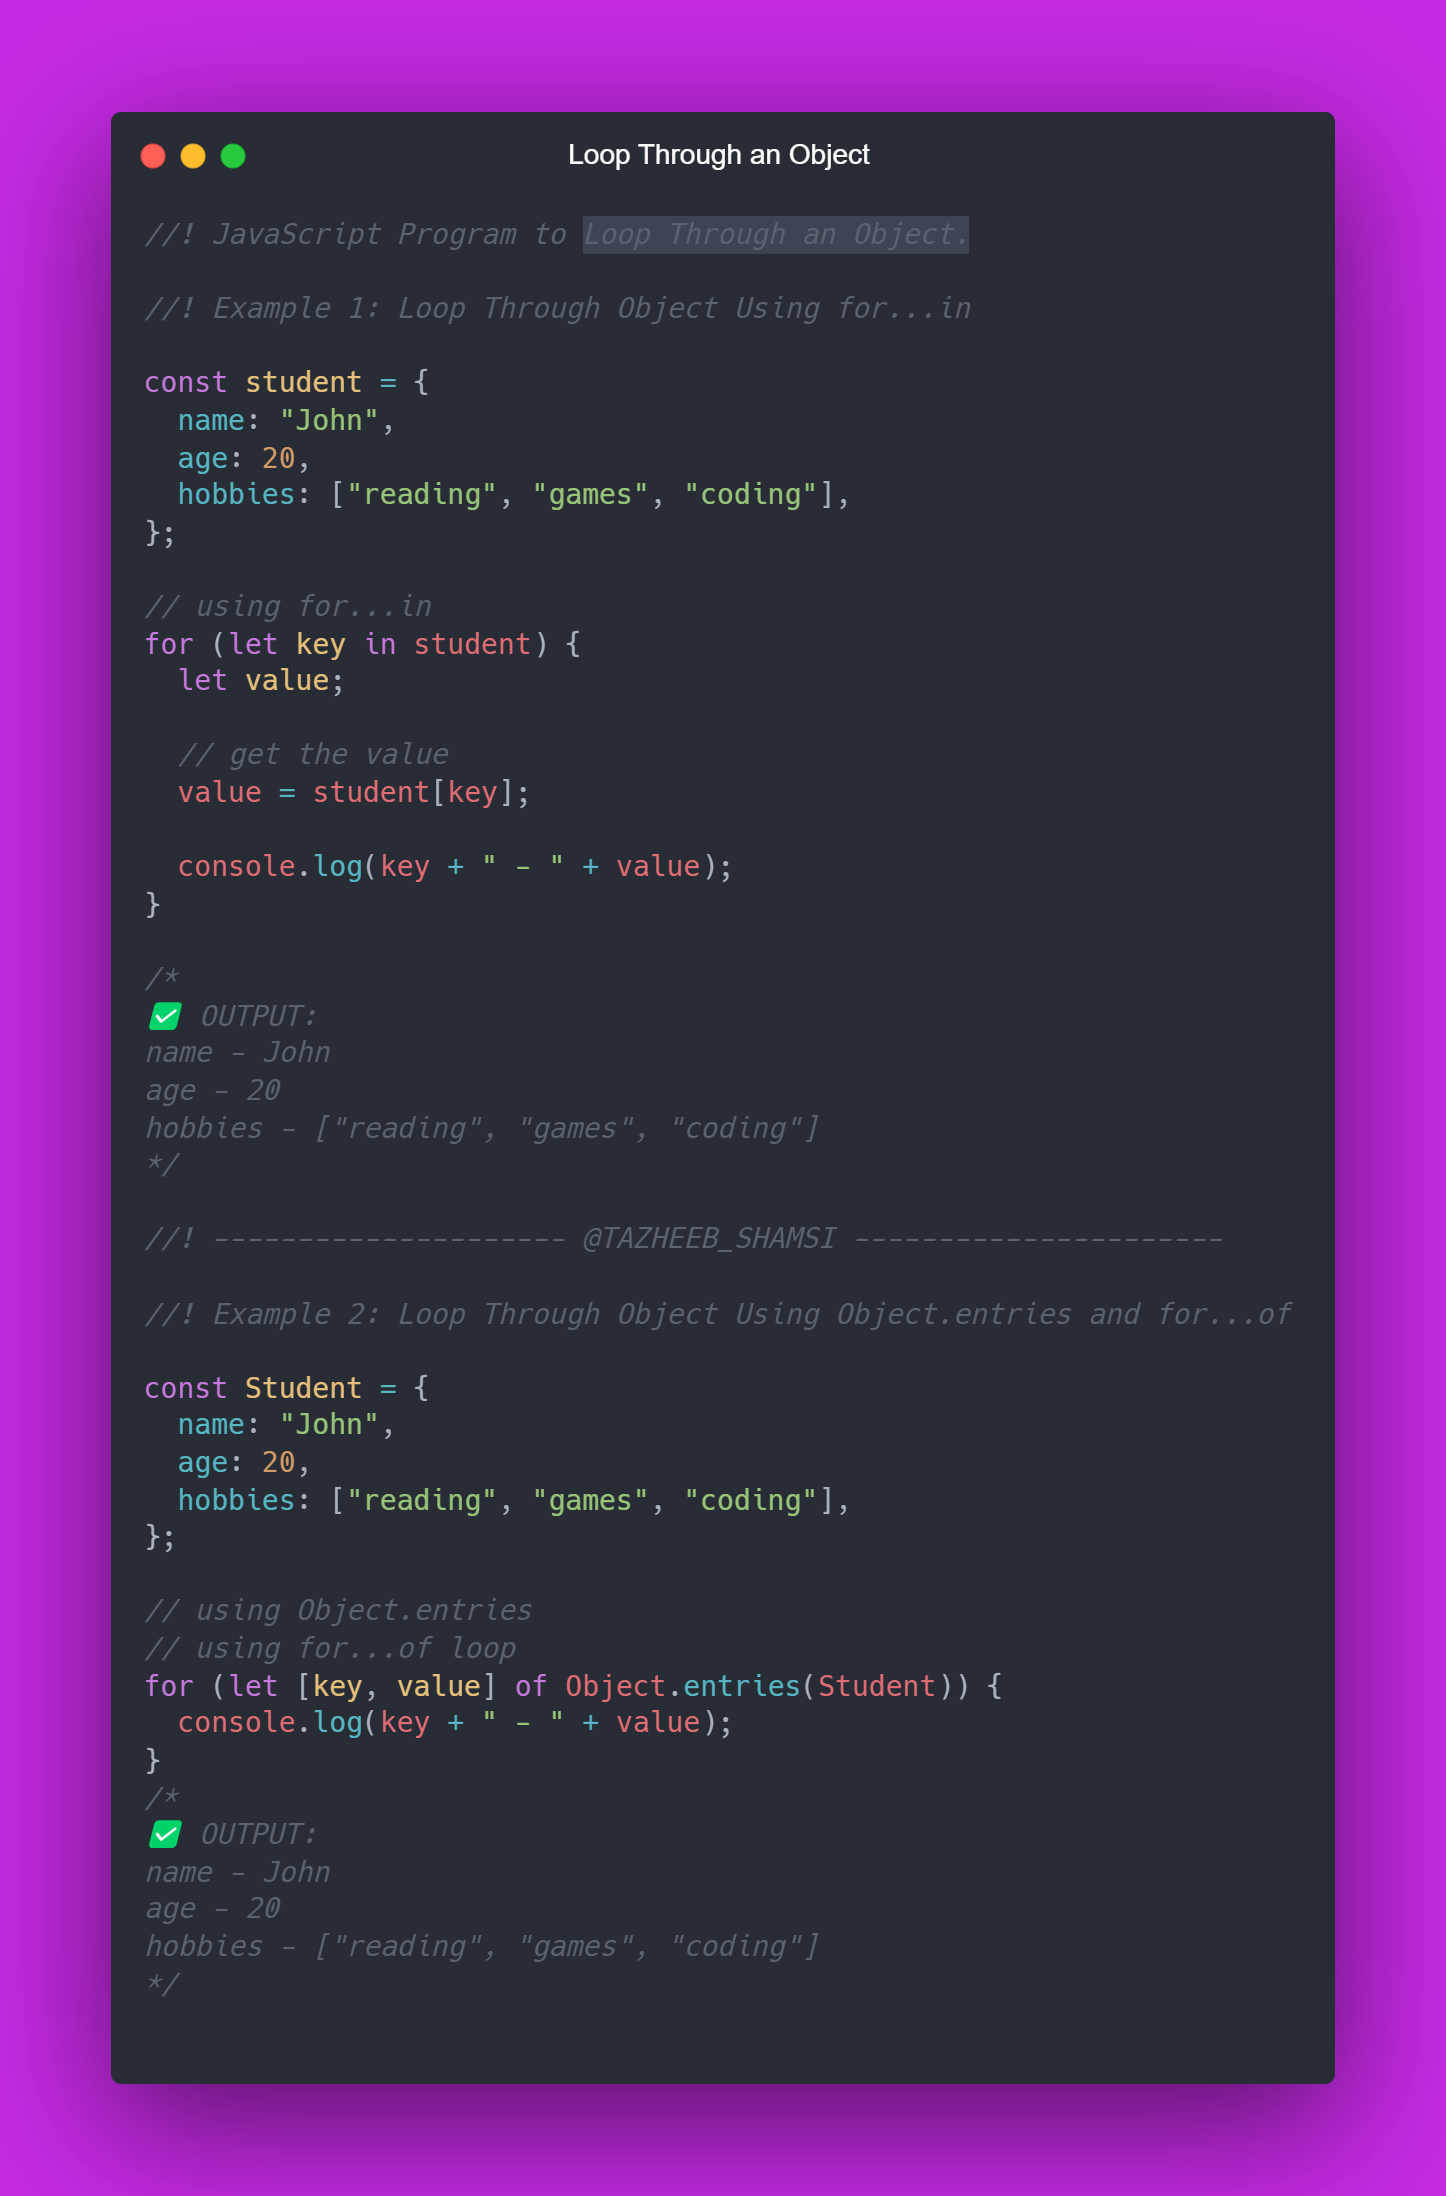 Loop Through an Object
//! JavaScript Program to Loop Through an Object.
//! Example 1: Loop Through Object Using for...in
const student = {
  name: "John",
  age: 20,
  hobbies: ["reading", "games", "coding"],
};
// using for...in
for (let key in student) {
  let value;
  // get the value
  value = student[key];
  console.log(key + " - " + value);
}
/*
✅ OUTPUT:
name - John
age - 20
hobbies - ["reading", "games", "coding"]
*/
//! --------------------- @TAZHEEB_SHAMSI ----------------------
//! Example 2: Loop Through Object Using Object.entries and for...of
const Student = {
  name: "John",
  age: 20,
  hobbies: ["reading", "games", "coding"],
};
// using Object.entries
// using for...of loop
for (let [key, value] of Object.entries(Student)) {
  console.log(key + " - " + value);
}
/*
✅ OUTPUT:
name - John
age - 20
hobbies - ["reading", "games", "coding"]
*/